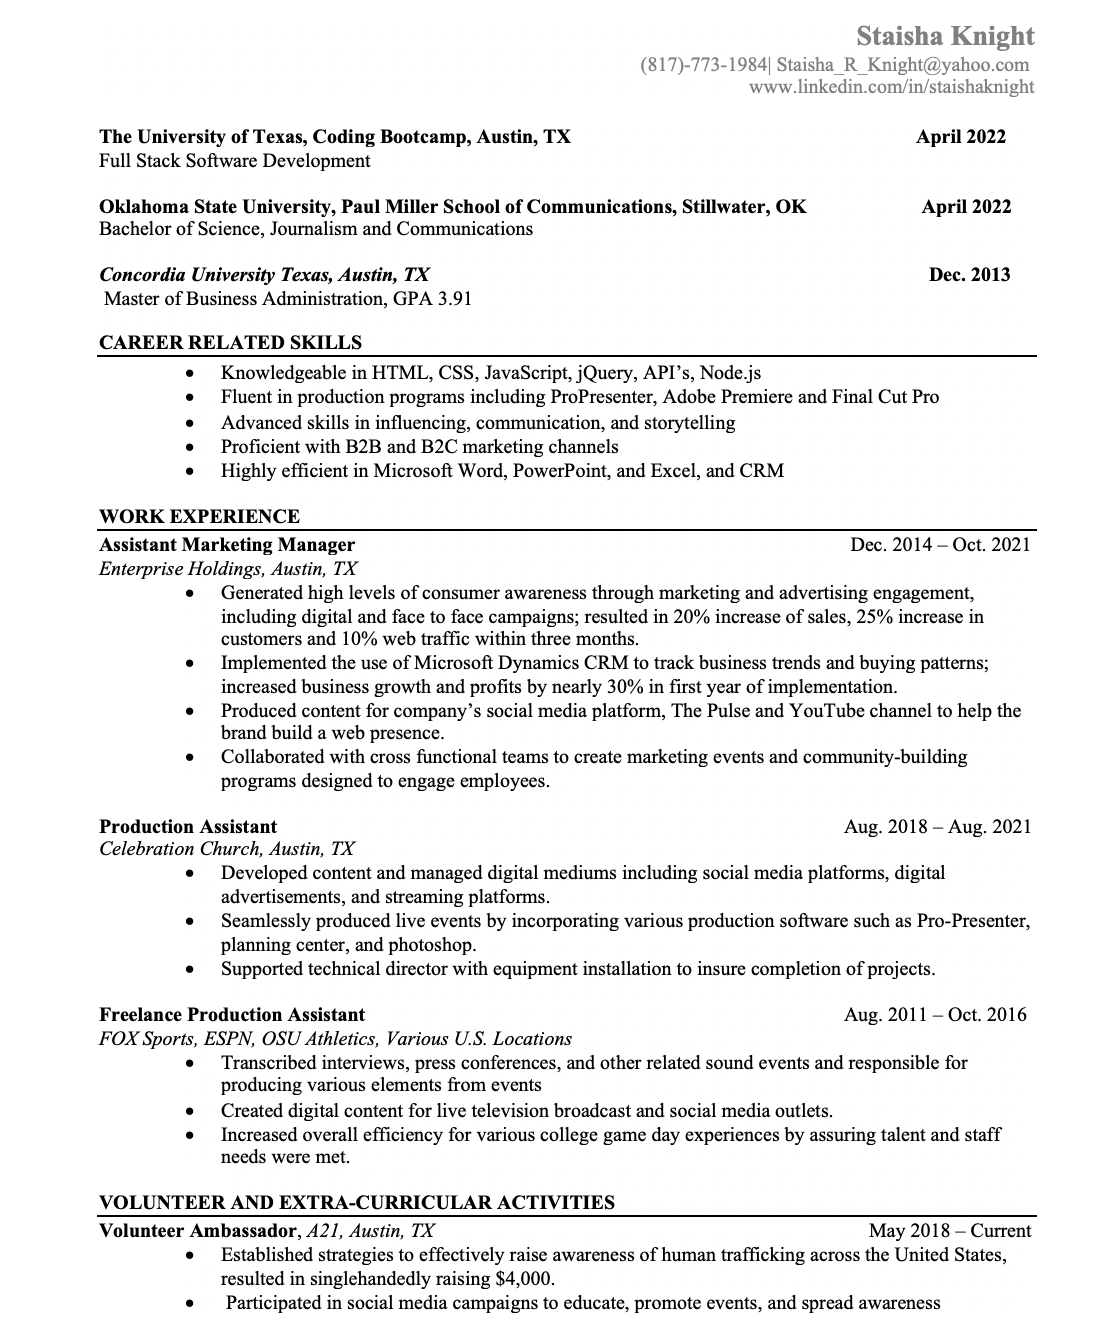 Staisha Knight
(817)-773-1984| Staisha_R_Knight@yahoo.com
www.linkedin.com/in/staishaknight
The University of Texas, Coding Bootcamp, Austin, TX April 2022
Full Stack Software Development
Oklahoma State University, Paul Miller School of Communications, Stillwater, OK April 2022
Bachelor of Science, Journalism and Communications
Concordia University Texas, Austin, TX Dec. 2013
Master of Business Administration, GPA 3.91
CAREER RELATED SKILLS
• Knowledgeable in HTML, CSS, JavaScript, jQuery, API's, Node.js
• Fluent in production programs including ProPresenter, Adobe Premiere and Final Cut Pro
• Advanced skills in influencing, communication, and storytelling
• Proficient with B2B and B2C marketing channels
• Highly efficient in Microsoft Word, PowerPoint, and Excel, and CRM
WORK EXPERIENCE
Assistant Marketing Manager Dec. 2014 – Oct. 2021
Enterprise Holdings, Austin, TX
• Generated high levels of consumer awareness through marketing and advertising engagement,
including digital and face to face campaigns; resulted in 20% increase of sales, 25% increase in
customers and 10% web traffic within three months.
• Implemented the use of Microsoft Dynamics CRM to track business trends and buying patterns;
increased business growth and profits by nearly 30% in first year of implementation.
• Produced content for company's social media platform, The Pulse and YouTube channel to help the
brand build a web presence.
• Collaborated with cross functional teams to create marketing events and community-building
programs designed to engage employees.
Production Assistant Aug. 2018 – Aug. 2021
Celebration Church, Austin, TX
• Developed content and managed digital mediums including social media platforms, digital
advertisements, and streaming platforms.
• Seamlessly produced live events by incorporating various production software such as Pro-Presenter,
planning center, and photoshop.
• Supported technical director with equipment installation to insure completion of projects.
Freelance Production Assistant Aug. 2011 – Oct. 2016
FOX Sports, ESPN, OSU Athletics, Various U.S. Locations
• Transcribed interviews, press conferences, and other related sound events and responsible for
producing various elements from events
• Created digital content for live television broadcast and social media outlets.
• Increased overall efficiency for various college game day experiences by assuring talent and staff
needs were met.
VOLUNTEER AND EXTRA-CURRICULAR ACTIVITIES
Volunteer Ambassador, A21, Austin, TX May 2018 – Current
• Established strategies to effectively raise awareness of human trafficking across the United States,
resulted in singlehandedly raising $4,000.
• Participated in social media campaigns to educate, promote events, and spread awareness